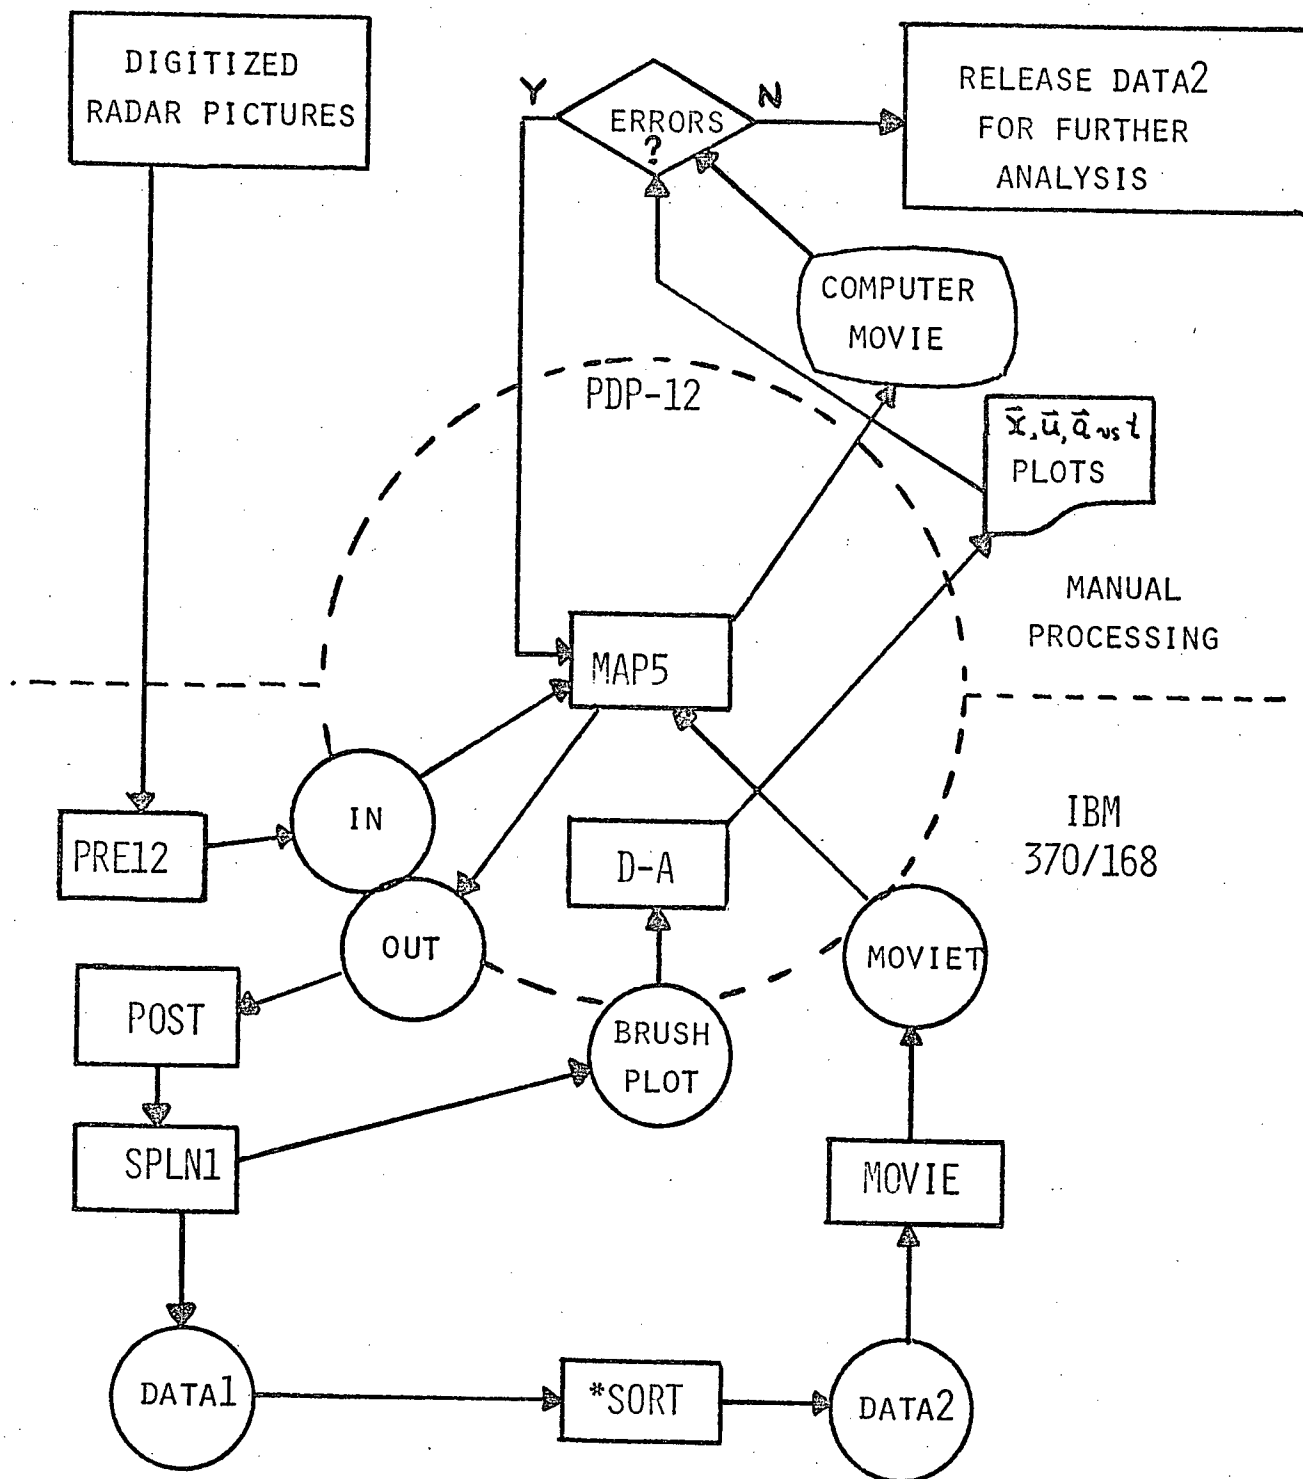 DIGITIZED
RADAR PICTURES
Y
ERRORS
?
N
RELEASE DATA2
FOR FURTHER
ANALYSIS
COMPUTER
MOVIE
PDP-12
x⃗, u⃗, a⃗ vs t
PLOTS
MANUAL
PROCESSING
MAP5
IN
PRE12
D-A
IBM
370/168
OUT
MOVIET
POST
BRUSH
PLOT
SPLN1
MOVIE
DATA1
*SORT
DATA2